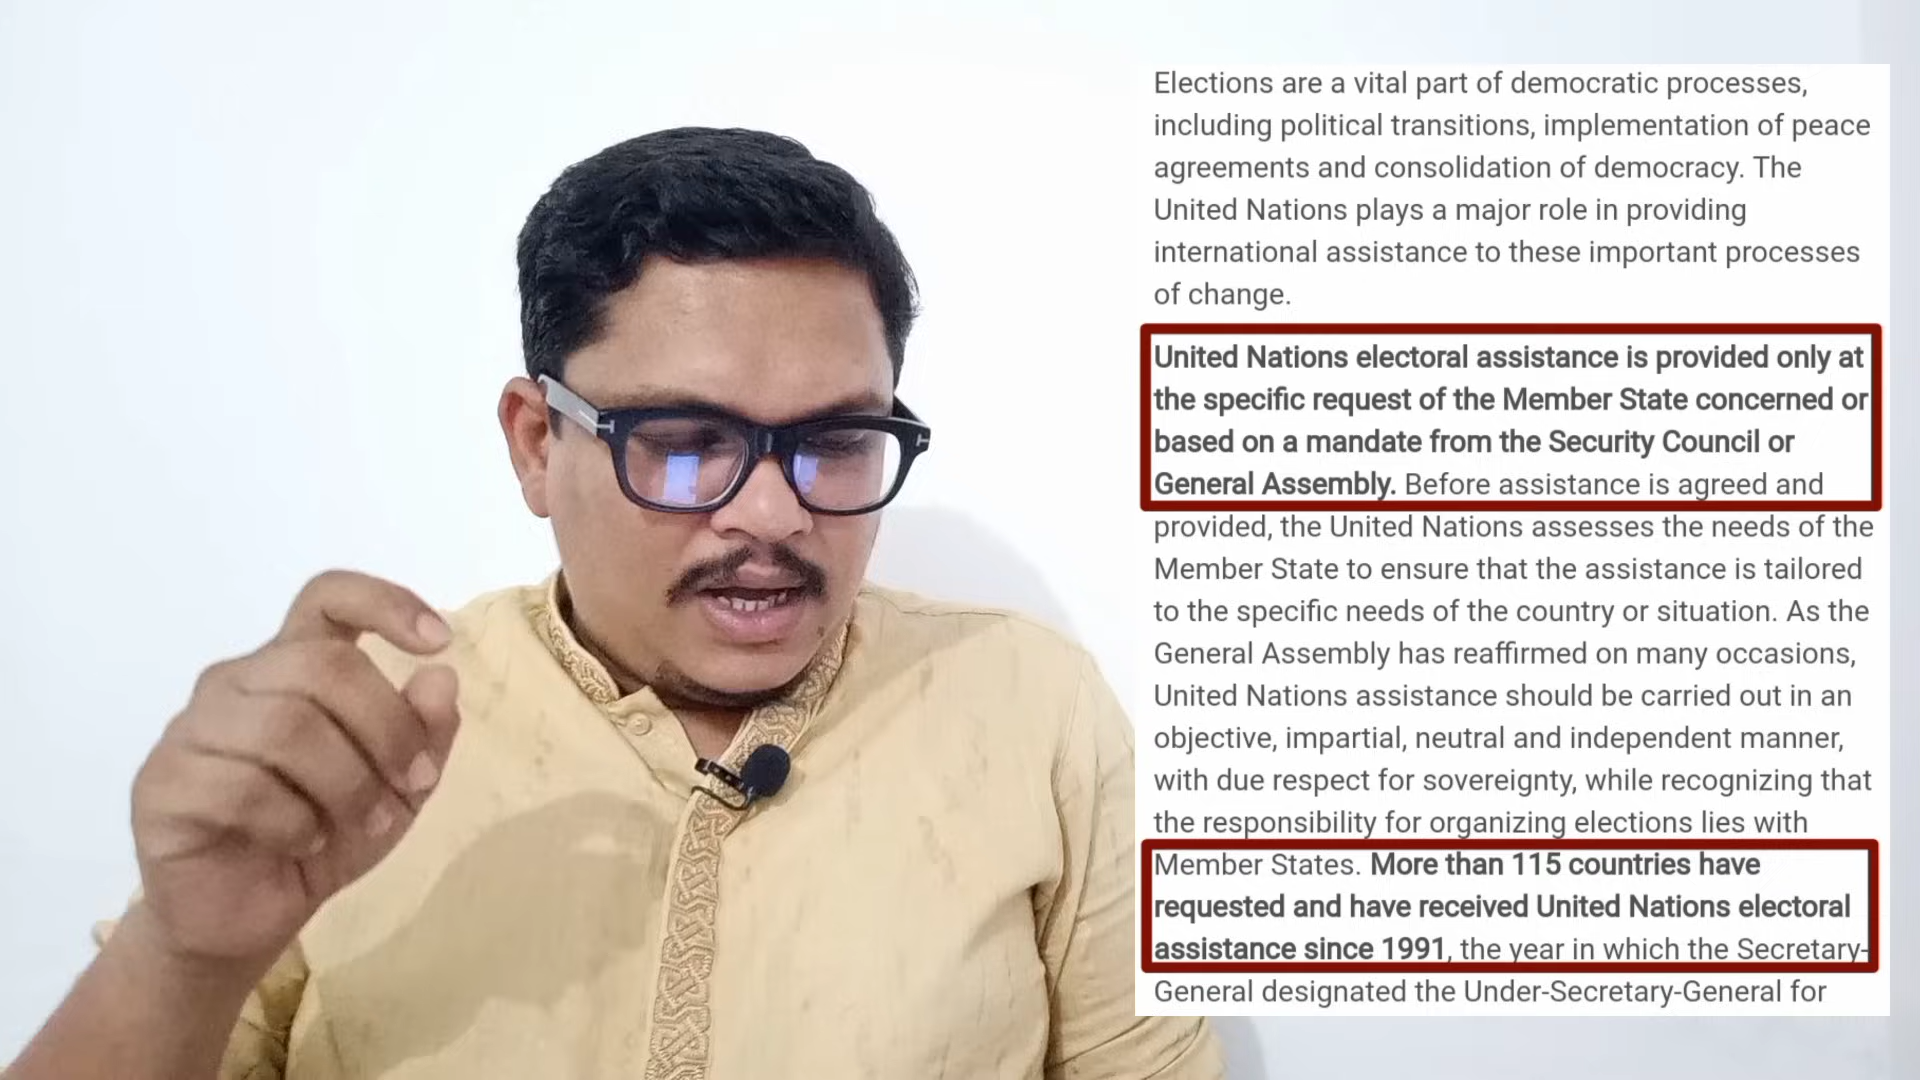 Elections are a vital part of democratic processes,
including political transitions, implementation of peace
agreements and consolidation of democracy. The
United Nations plays a major role in providing
international assistance to these important processes
of change.
United Nations electoral assistance is provided only at
the specific request of the Member State concerned or
based on a mandate from the Security Council or
General Assembly. Before assistance is agreed and
provided, the United Nations assesses the needs of the
Member State to ensure that the assistance is tailored
to the specific needs of the country or situation. As the
General Assembly has reaffirmed on many occasions,
United Nations assistance should be carried out in an
objective, impartial, neutral and independent manner,
with due respect for sovereignty, while recognizing that
the responsibility for organizing elections lies with
Member States. More than 115 countries have
requested and have received United Nations electoral
assistance since 1991, the year in which the Secretary-
General designated the Under-Secretary-General for